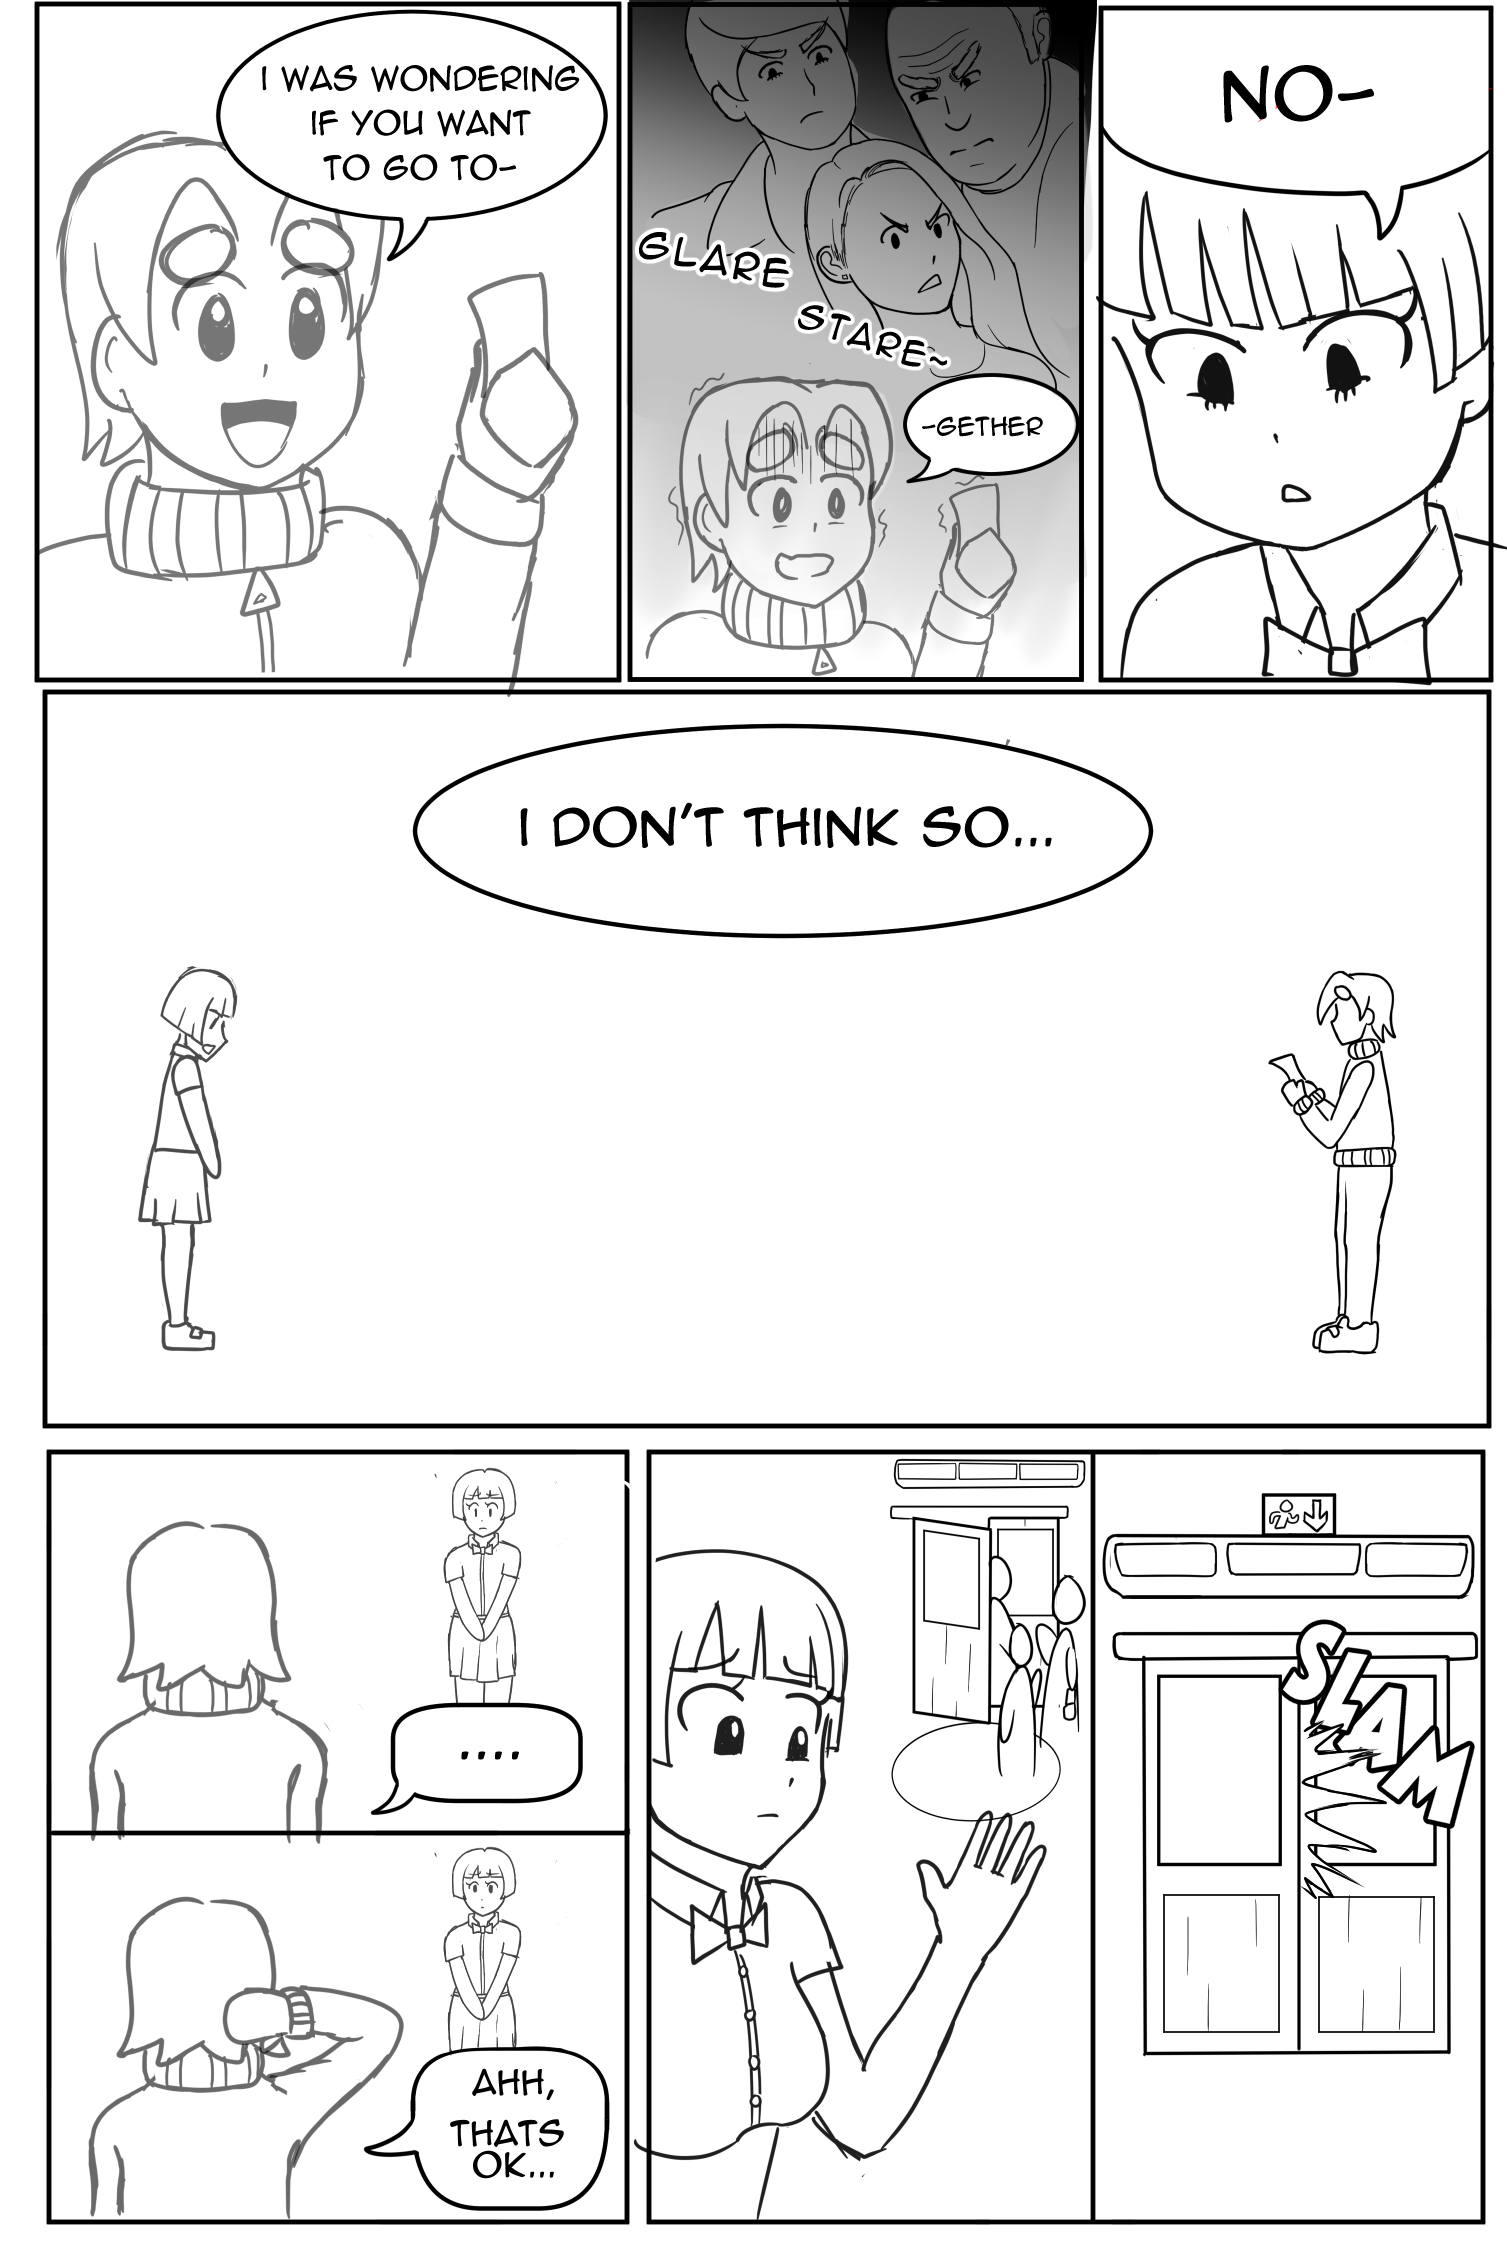 I WAS WONDERING
IF YOU WANT
TO GO TO-
GLARE
STARE~
-GETHER
NO-
I DON'T THINK SO...
....
AHH,
THATS
OK...
SLAM